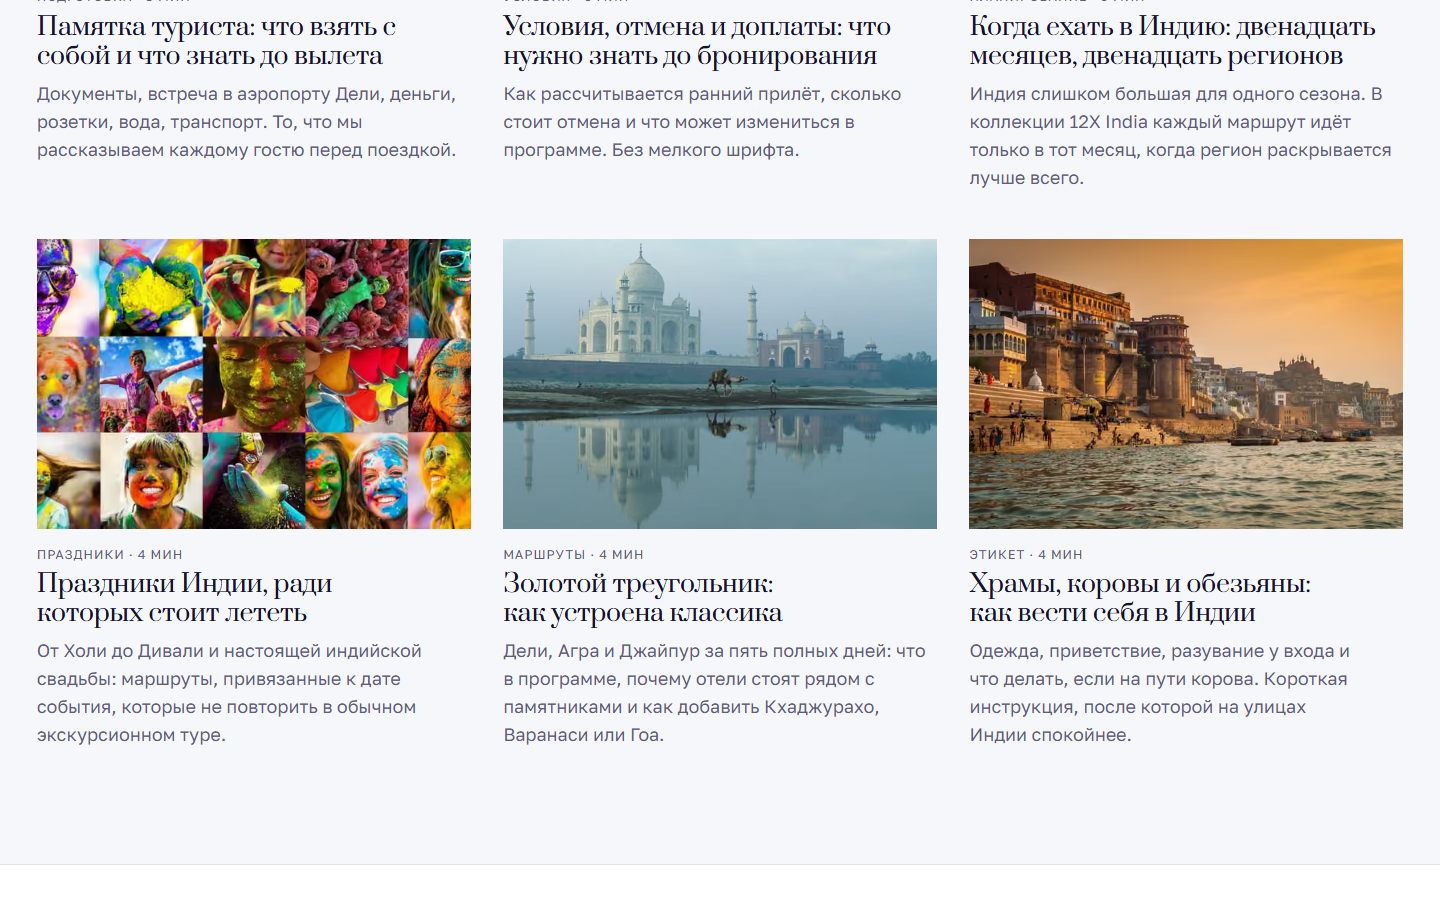 Памятка туриста: что взять с
собой и что знать до вылета
Документы, встреча в аэропорту Дели, деньги,
розетки, вода, транспорт. То, что мы
рассказываем каждому гостю перед поездкой.
Условия, отмена и доплаты: что
нужно знать до бронирования
Как рассчитывается ранний прилёт, сколько
стоит отмена и что может измениться в
программе. Без мелкого шрифта.
Когда ехать в Индию: двенадцать
месяцев, двенадцать регионов
Индия слишком большая для одного сезона. В
коллекции 12X India каждый маршрут идёт
только в тот месяц, когда регион раскрывается
лучше всего.
ПРАЗДНИКИ · 4 МИН
Праздники Индии, ради
которых стоит лететь
От Холи до Дивали и настоящей индийской
свадьбы: маршруты, привязанные к дате
события, которые не повторить в обычном
экскурсионном туре.
МАРШРУТЫ · 4 МИН
Золотой треугольник:
как устроена классика
Дели, Агра и Джайпур за пять полных дней: что
в программе, почему отели стоят рядом с
памятниками и как добавить Кхаджурахо,
Варанаси или Гоа.
ЭТИКЕТ · 4 МИН
Храмы, коровы и обезьяны:
как вести себя в Индии
Одежда, приветствие, разувание у входа и
что делать, если на пути корова. Короткая
инструкция, после которой на улицах
Индии спокойнее.